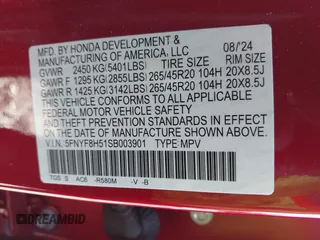 MFD. BY HONDA DEVELOPMENT &
MANUFACTURING OF AMERICA, LLC 08/'24
GVWR 2450 KG(5401LBS) TIRE SIZE RIM SIZE
GAWR F 1295 KG(2855LBS) 265/45R20 104H 20X8.5J
GAWR R 1425 KG(3142LBS) 265/45R20 104H 20X8.5J
THIS VEHICLE CONFORMS TO ALL APPLICABLE
FEDERAL MOTOR VEHICLE SAFETY
AND THEFT PREVENTION STANDARDS
IN EFFECT ON THE DATE OF
MANUFACTURE SHOWN ABOVE.
V.I.N. 5FNYF8H51SB003901 TYPE: MPV
R580M -V -B
DREAMBID